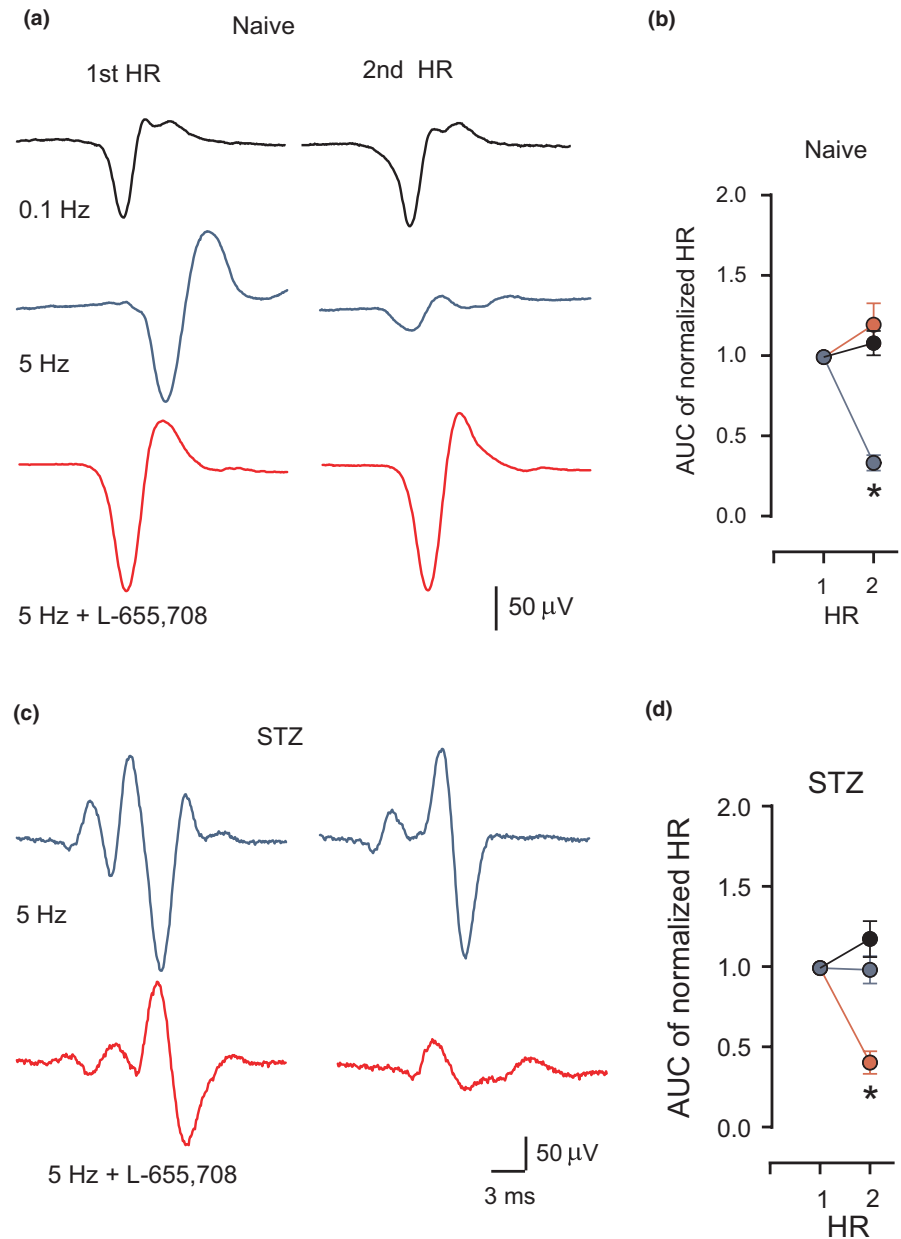 (a)
Naive
1st HR
2nd HR
0.1 Hz
5 Hz
5 Hz + L-655,708
50 μV
(b)
Naive
AUC of normalized HR
2.0
1.5
1.0
0.5
0.0
*
1 2
HR
(c)
STZ
5 Hz
5 Hz + L-655,708
50 μV
3 ms
(d)
STZ
AUC of normalized HR
2.0
1.5
1.0
0.5
0.0
*
1 2
HR